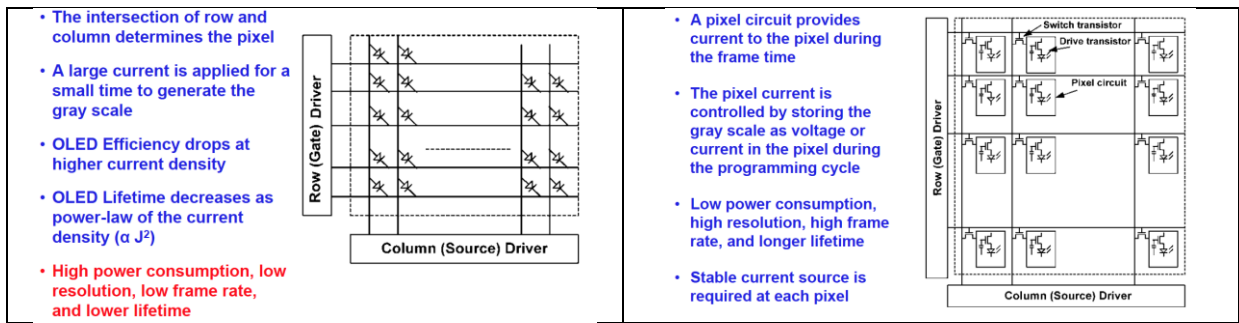 • The intersection of row and
column determines the pixel
• A large current is applied for a
small time to generate the
gray scale
• OLED Efficiency drops at
higher current density
• OLED Lifetime decreases as
power-law of the current
density (α J²)
• High power consumption, low
resolution, low frame rate,
and lower lifetime
Row (Gate) Driver
Column (Source) Driver
• A pixel circuit provides
current to the pixel during
the frame time
• The pixel current is
controlled by storing the
gray scale as voltage or
current in the pixel during
the programming cycle
• Low power consumption,
high resolution, high frame
rate, and longer lifetime
• Stable current source is
required at each pixel
Row (Gate) Driver
Switch transistor
Drive transistor
Pixel circuit
Column (Source) Driver